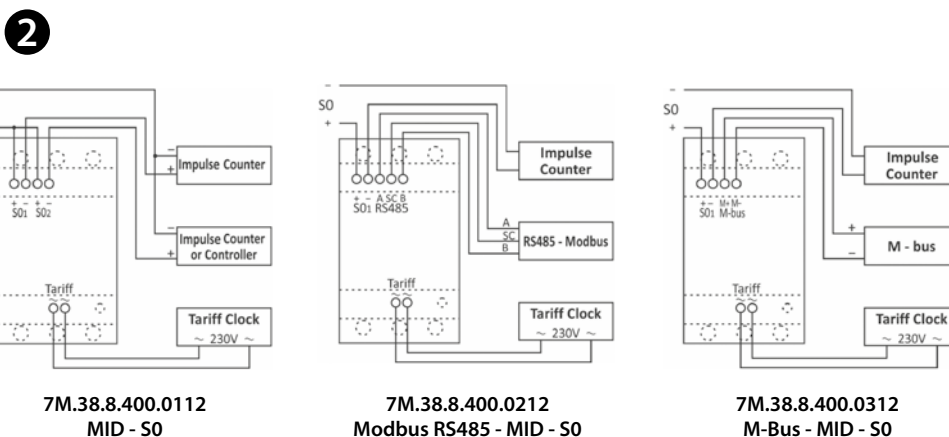 2
−
Impulse Counter
+
+ − + −
S01 S02
−
Impulse Counter
or Controller
+
Tariff
∼∼
Tariff Clock
∼ 230V ∼
7M.38.8.400.0112
MID - S0
−
S0
+
Impulse
Counter
+ − A SC B
S01 RS485
A
SC
B
RS485 - Modbus
Tariff
∼∼
Tariff Clock
∼ 230V ∼
7M.38.8.400.0212
Modbus RS485 - MID - S0
−
S0
+
Impulse
Counter
+ − M+ M-
S01 M-bus
+
M - bus
−
Tariff
∼∼
Tariff Clock
∼ 230V ∼
7M.38.8.400.0312
M-Bus - MID - S0